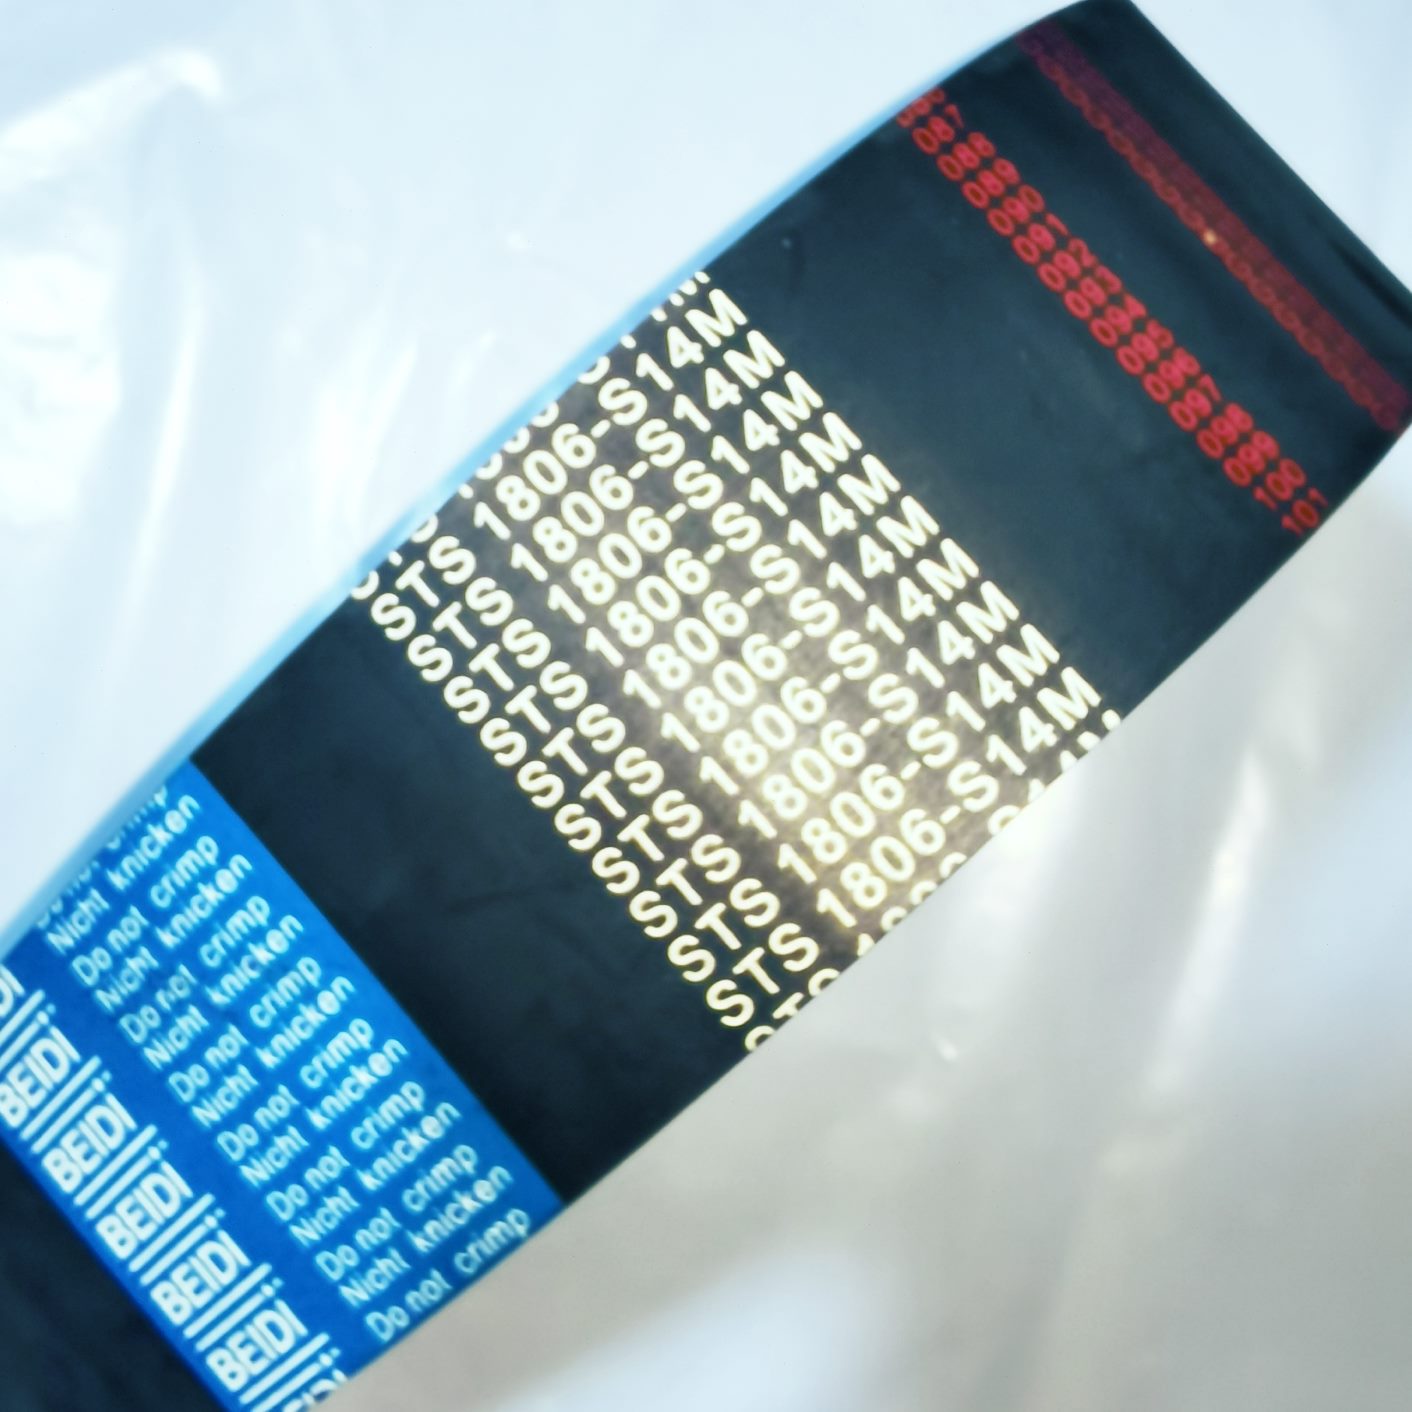 087
088
089
090
091
092
093
094
095
096
097
098
099
100
101
STS 1806-S14M
STS 1806-S14M
STS 1806-S14M
STS 1806-S14M
STS 1806-S14M
STS 1806-S14M
STS 1806-S14M
STS 1806-S14M
STS 1806-S14M
STS 1806-S14M
Nicht knicken
Do not crimp
Nicht knicken
Do not crimp
Nicht knicken
Do not crimp
Nicht knicken
Do not crimp
Nicht knicken
Do not crimp
Nicht knicken
Do not crimp
Nicht knicken
Do not crimp
BEIDI
BEIDI
BEIDI
BEIDI
BEIDI